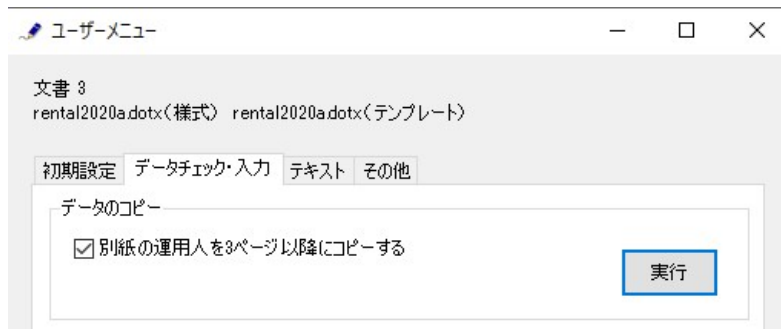 ユーザーメニュー
文書 3
rental2020a.dotx(様式) rental2020a.dotx(テンプレート)
初期設定 データチェック・入力 テキスト その他
データのコピー
別紙の運用人を3ページ以降にコピーする
実行